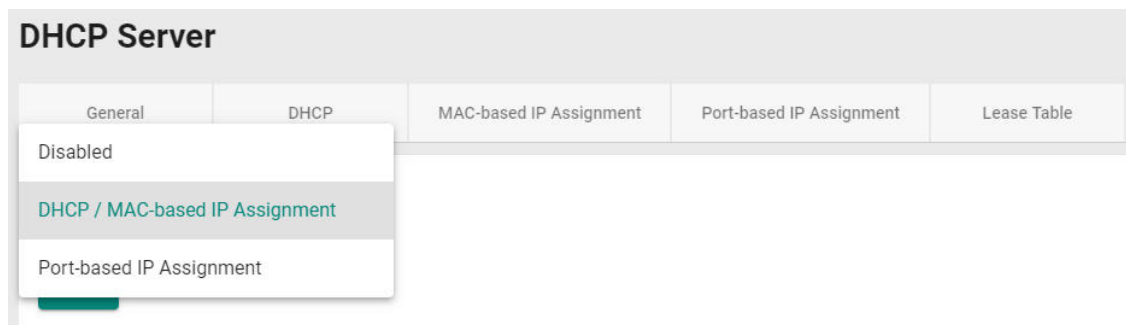 DHCP Server
General DHCP MAC-based IP Assignment Port-based IP Assignment Lease Table
Disabled
DHCP / MAC-based IP Assignment
Port-based IP Assignment